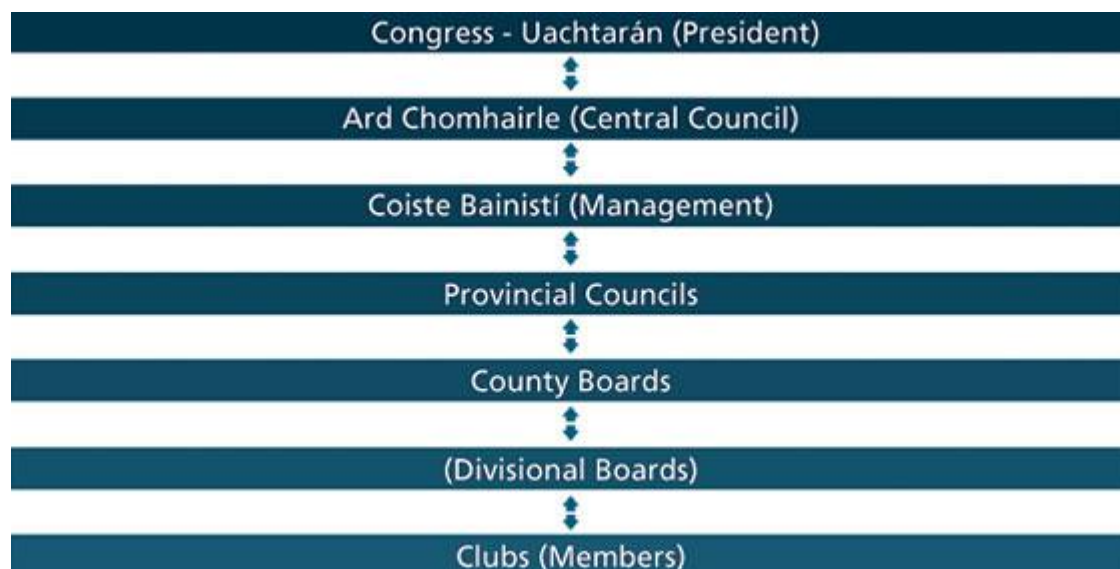 Congress - Uachtarán (President)
Ard Chomhairle (Central Council)
Coiste Bainistí (Management)
Provincial Councils
County Boards
(Divisional Boards)
Clubs (Members)